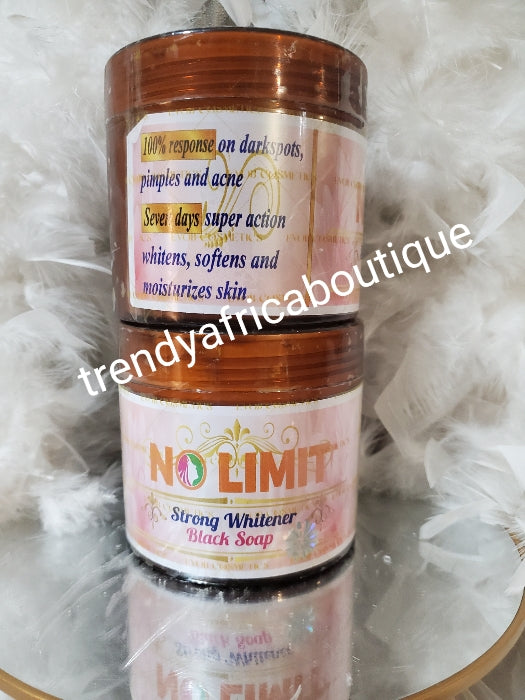 100% response on darkspots,
pimples and acne
Seven days super action
whitens, softens and
moisturizes skin
trendyafricaboutique
NO LIMIT
Strong Whitener
Black Soap